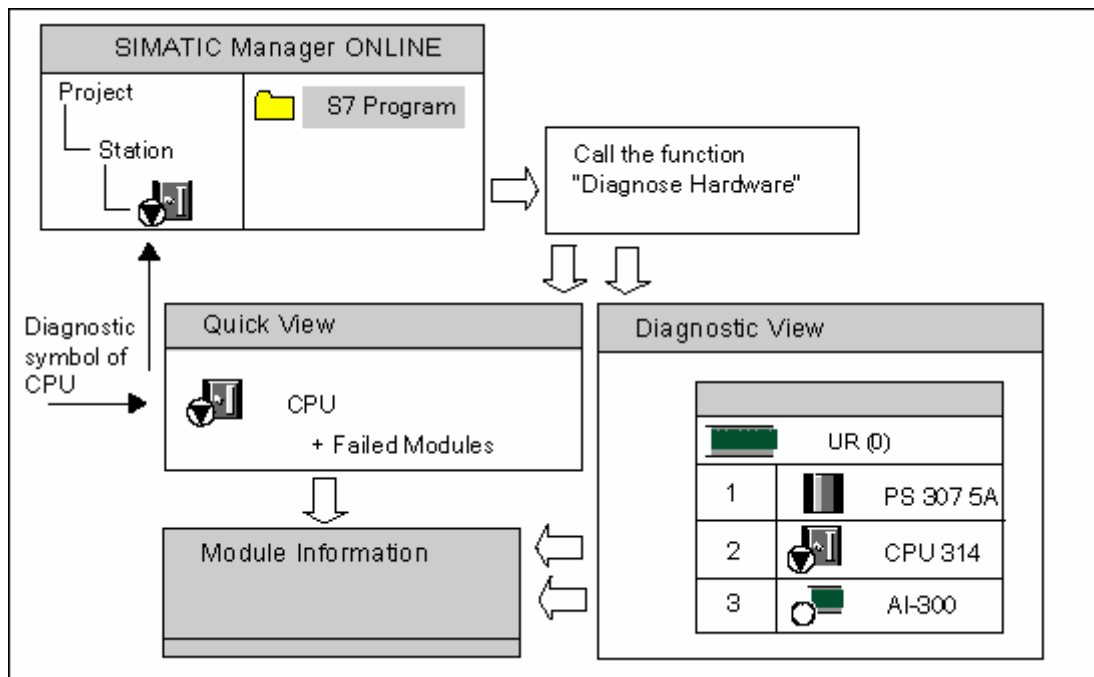 SIMATIC Manager ONLINE
Project
Station
S7 Program
Call the function
"Diagnose Hardware"
Diagnostic
symbol of
CPU
Quick View
CPU
+ Failed Modules
Module Information
Diagnostic View
UR (0)
1 PS 307 5A
2 CPU 314
3 AI-300